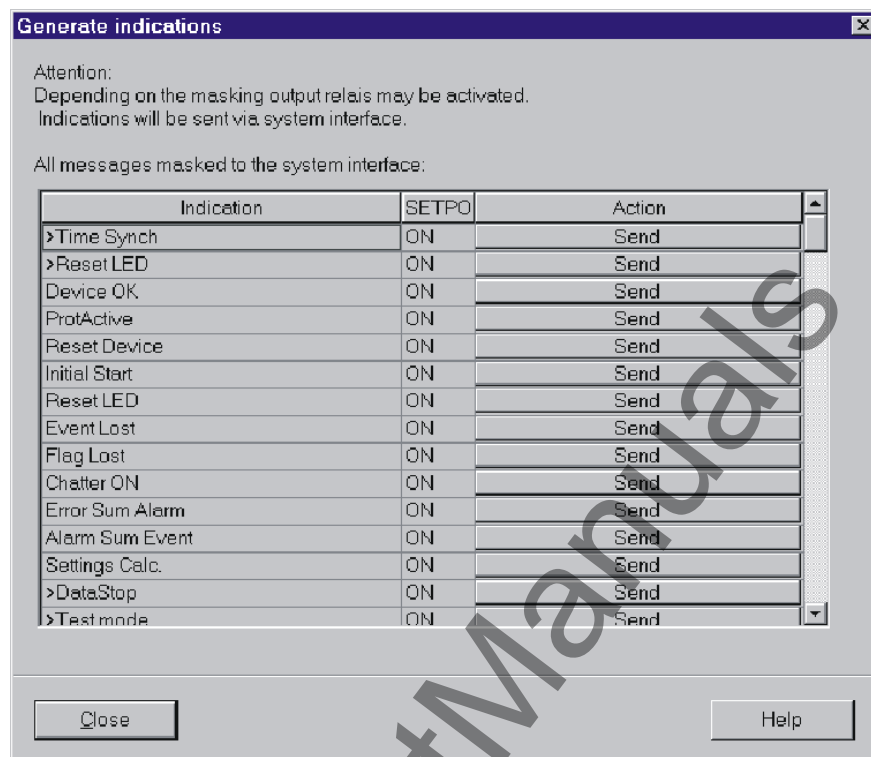 Generate indications
Attention:
Depending on the masking output relais may be activated.
Indications will be sent via system interface.
All messages masked to the system interface:
Indication SETPO Action
>Time Synch ON Send
>Reset LED ON Send
Device OK ON Send
ProtActive ON Send
Reset Device ON Send
Initial Start ON Send
Reset LED ON Send
Event Lost ON Send
Flag Lost ON Send
Chatter ON ON Send
Error Sum Alarm ON Send
Alarm Sum Event ON Send
Settings Calc. ON Send
>DataStop ON Send
>Test mode ON Send
Close Help
tManuals